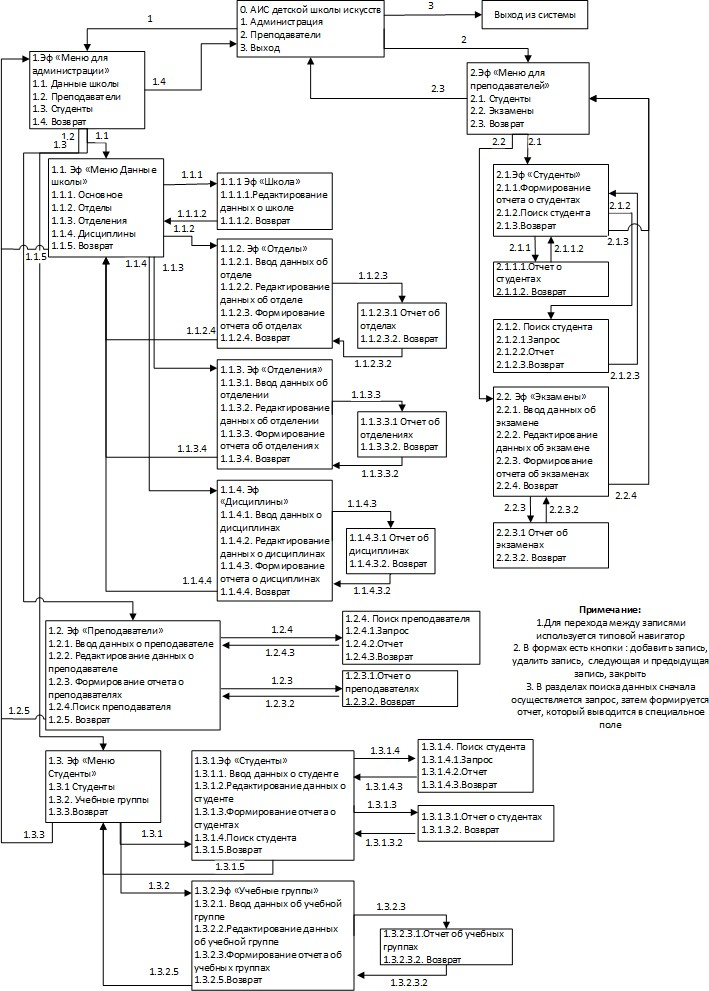 0. АИС детской школы искусств
1. Администрация
2. Преподаватели
3. Выход
1
3
Выход из системы
2
1.Эф «Меню для
администрации»
1.1. Данные школы
1.2. Преподаватели
1.3. Студенты
1.4. Возврат
1.4
2.3
2.Эф «Меню для
преподавателей»
2.1. Студенты
2.2. Экзамены
2.3. Возврат
1.2
1.3
1.1
2.2
2.1
1.1. Эф «Меню Данные
школы»
1.1.1. Основное
1.1.2. Отделы
1.1.3. Отделения
1.1.4. Дисциплины
1.1.5. Возврат
1.1.1
1.1.1.2
1.1.2
1.1.5
1.1.4
1.1.3
1.1.1 Эф «Школа»
1.1.1.1.Редактирование
данных о школе
1.1.1.2. Возврат
2.1.Эф «Студенты»
2.1.1.Формирование
отчета о студентах
2.1.2.Поиск студента
2.1.3.Возврат
2.1.2
2.1.3
2.1.1
2.1.1.2
2.1.1.1.Отчет о
студентах
2.1.1.2. Возврат
1.1.2. Эф «Отделы»
1.1.2.1. Ввод данных об
отделе
1.1.2.2. Редактирование
данных об отделе
1.1.2.3. Формирование
отчета об отделах
1.1.2.4. Возврат
1.1.2.3
1.1.2.3.1 Отчет об
отделах
1.1.2.3.2. Возврат
1.1.2.4
1.1.2.3.2
2.1.2. Поиск студента
2.1.2.1.Запрос
2.1.2.2.Отчет
2.1.2.3.Возврат
2.1.2.3
1.1.3. Эф «Отделения»
1.1.3.1. Ввод данных об
отделении
1.1.3.2. Редактирование
данных об отделении
1.1.3.3. Формирование
отчета об отделениях
1.1.3.4. Возврат
1.1.3.3
1.1.3.3.1 Отчет об
отделениях
1.1.3.3.2. Возврат
1.1.3.4
1.1.3.3.2
2.2. Эф «Экзамены»
2.2.1. Ввод данных об
экзамене
2.2.2. Редактирование
данных об экзамене
2.2.3. Формирование
отчета об экзаменах
2.2.4. Возврат
2.2.4
2.2.3
2.2.3.2
2.2.3.1 Отчет об
экзаменах
2.2.3.2. Возврат
1.1.4. Эф
«Дисциплины»
1.1.4.1. Ввод данных о
дисциплинах
1.1.4.2. Редактирование
данных о дисциплинах
1.1.4.3. Формирование
отчета о дисциплинах
1.1.4.4. Возврат
1.1.4.3
1.1.4.3.1 Отчет об
дисциплинах
1.1.4.3.2. Возврат
1.1.4.4
1.1.4.3.2
Примечание:
1.Для перехода между записями
используется типовой навигатор
2. В формах есть кнопки : добавить запись,
удалить запись, следующая и предыдущая
запись, закрыть
3. В разделах поиска данных сначала
осуществляется запрос, затем формируется
отчет, который выводится в специальное
поле
1.2. Эф «Преподаватели»
1.2.1. Ввод данных о преподавателе
1.2.2. Редактирование данных о
преподавателе
1.2.3. Формирование отчета о
преподавателях
1.2.4.Поиск преподавателя
1.2.5. Возврат
1.2.5
1.2.4
1.2.4.3
1.2.4. Поиск преподавателя
1.2.4.1.Запрос
1.2.4.2.Отчет
1.2.4.3.Возврат
1.2.3
1.2.3.2
1.2.3.1.Отчет о
преподавателях
1.2.3.2. Возврат
1.3. Эф «Меню
Студенты»
1.3.1 Студенты
1.3.2. Учебные группы
1.3.3.Возврат
1.3.3
1.3.1
1.3.1.Эф «Студенты»
1.3.1.1. Ввод данных о студенте
1.3.1.2.Редактирование данных о
студенте
1.3.1.3.Формирование отчета о
студентах
1.3.1.4.Поиск студента
1.3.1.5.Возврат
1.3.1.4
1.3.1.4.3
1.3.1.4. Поиск студента
1.3.1.4.1.Запрос
1.3.1.4.2.Отчет
1.3.1.4.3.Возврат
1.3.1.3
1.3.1.3.2
1.3.1.3.1.Отчет о студентах
1.3.1.3.2. Возврат
1.3.1.5
1.3.2
1.3.2.Эф «Учебные группы»
1.3.2.1. Ввод данных об учебной
группе
1.3.2.2.Редактирование данных
об учебной группе
1.3.2.3.Формирование отчета об
учебных группах
1.3.2.5.Возврат
1.3.2.3
1.3.2.3.1.Отчет об учебных
группах
1.3.2.3.2. Возврат
1.3.2.5
1.3.2.3.2